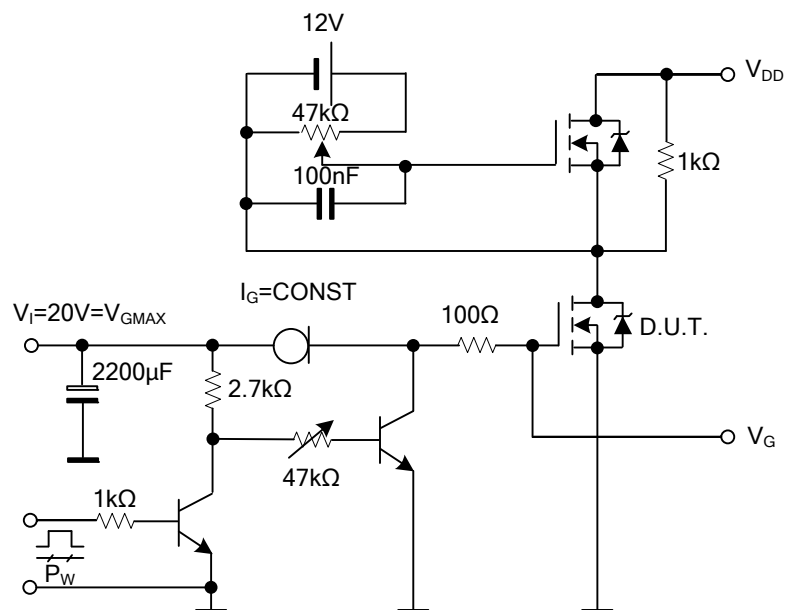 12V
V_DD
47kΩ
1kΩ
100nF
I_G=CONST
V_I=20V=V_GMAX
100Ω
D.U.T.
2200μF
2.7kΩ
V_G
47kΩ
1kΩ
P_W